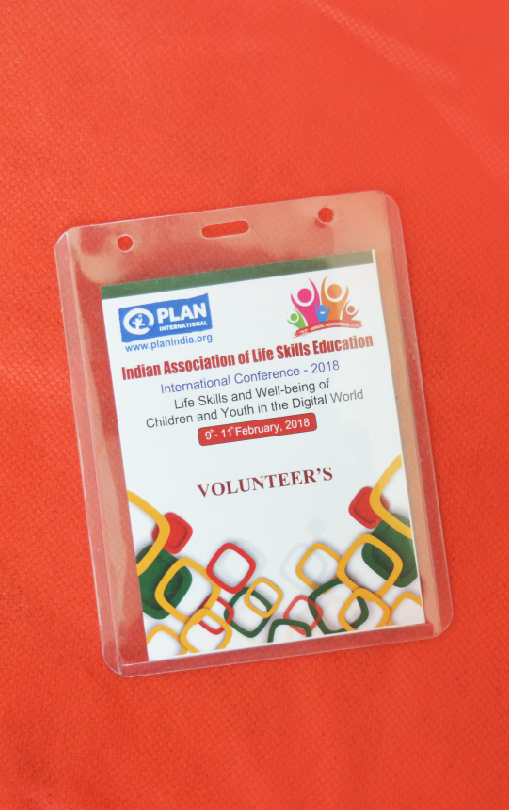 PLAN
INTERNATIONAL
www.planindia.org
Indian Association of Life Skills Education
International Conference - 2018
Life Skills and Well-being of
Children and Youth in the Digital World
9th- 11th February, 2018
VOLUNTEER'S